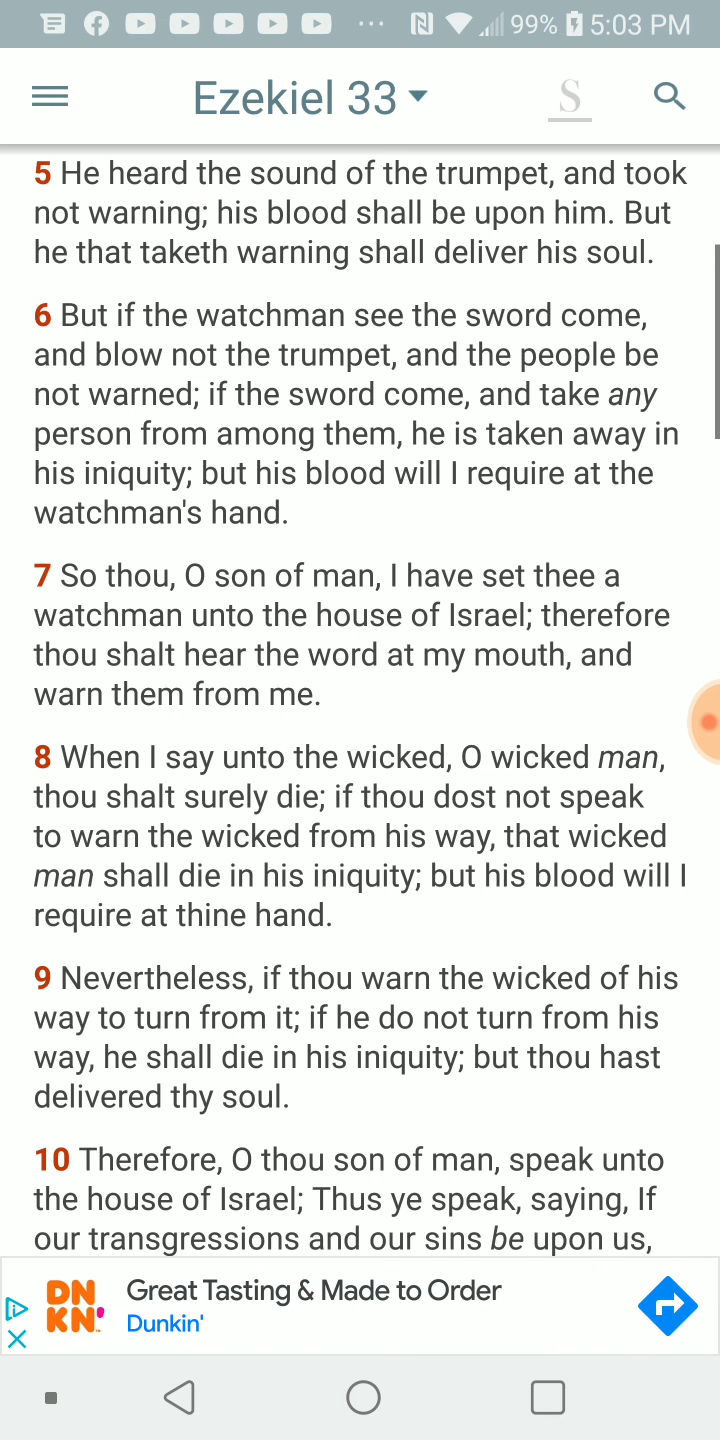 99% 5:03 PM
Ezekiel 33
S
5 He heard the sound of the trumpet, and took
not warning; his blood shall be upon him. But
he that taketh warning shall deliver his soul.
6 But if the watchman see the sword come,
and blow not the trumpet, and the people be
not warned; if the sword come, and take any
person from among them, he is taken away in
his iniquity; but his blood will I require at the
watchman's hand.
7 So thou, O son of man, I have set thee a
watchman unto the house of Israel; therefore
thou shalt hear the word at my mouth, and
warn them from me.
8 When I say unto the wicked, O wicked man,
thou shalt surely die; if thou dost not speak
to warn the wicked from his way, that wicked
man shall die in his iniquity; but his blood will I
require at thine hand.
9 Nevertheless, if thou warn the wicked of his
way to turn from it; if he do not turn from his
way, he shall die in his iniquity; but thou hast
delivered thy soul.
10 Therefore, O thou son of man, speak unto
the house of Israel; Thus ye speak, saying, If
our transgressions and our sins be upon us,
DN
KN'
Great Tasting & Made to Order
Dunkin'